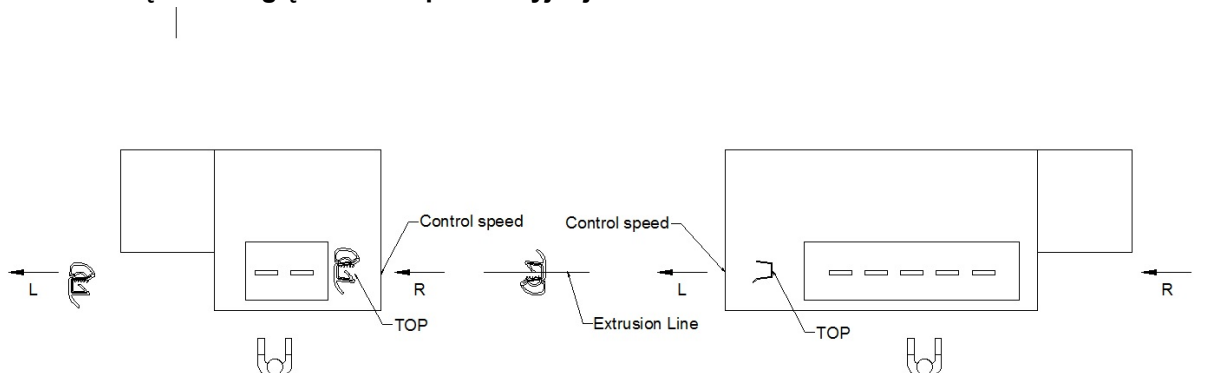 Control speed
Control speed
L
R
L
R
TOP
Extrusion Line
TOP